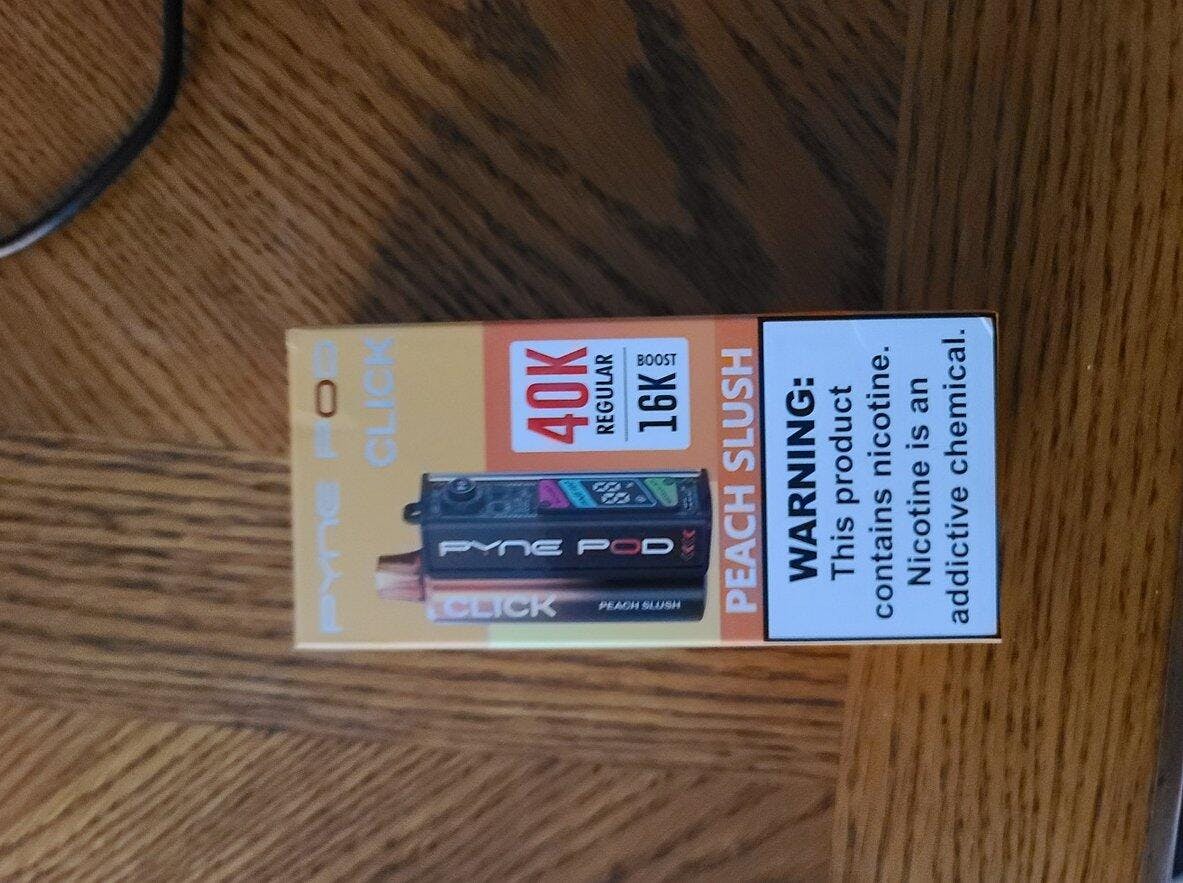 PYNE POD
CLICK
40K
REGULAR
16K BOOST
PYNE POD
CLICK
PEACH SLUSH
PEACH SLUSH
WARNING:
This product
contains nicotine.
Nicotine is an
addictive chemical.